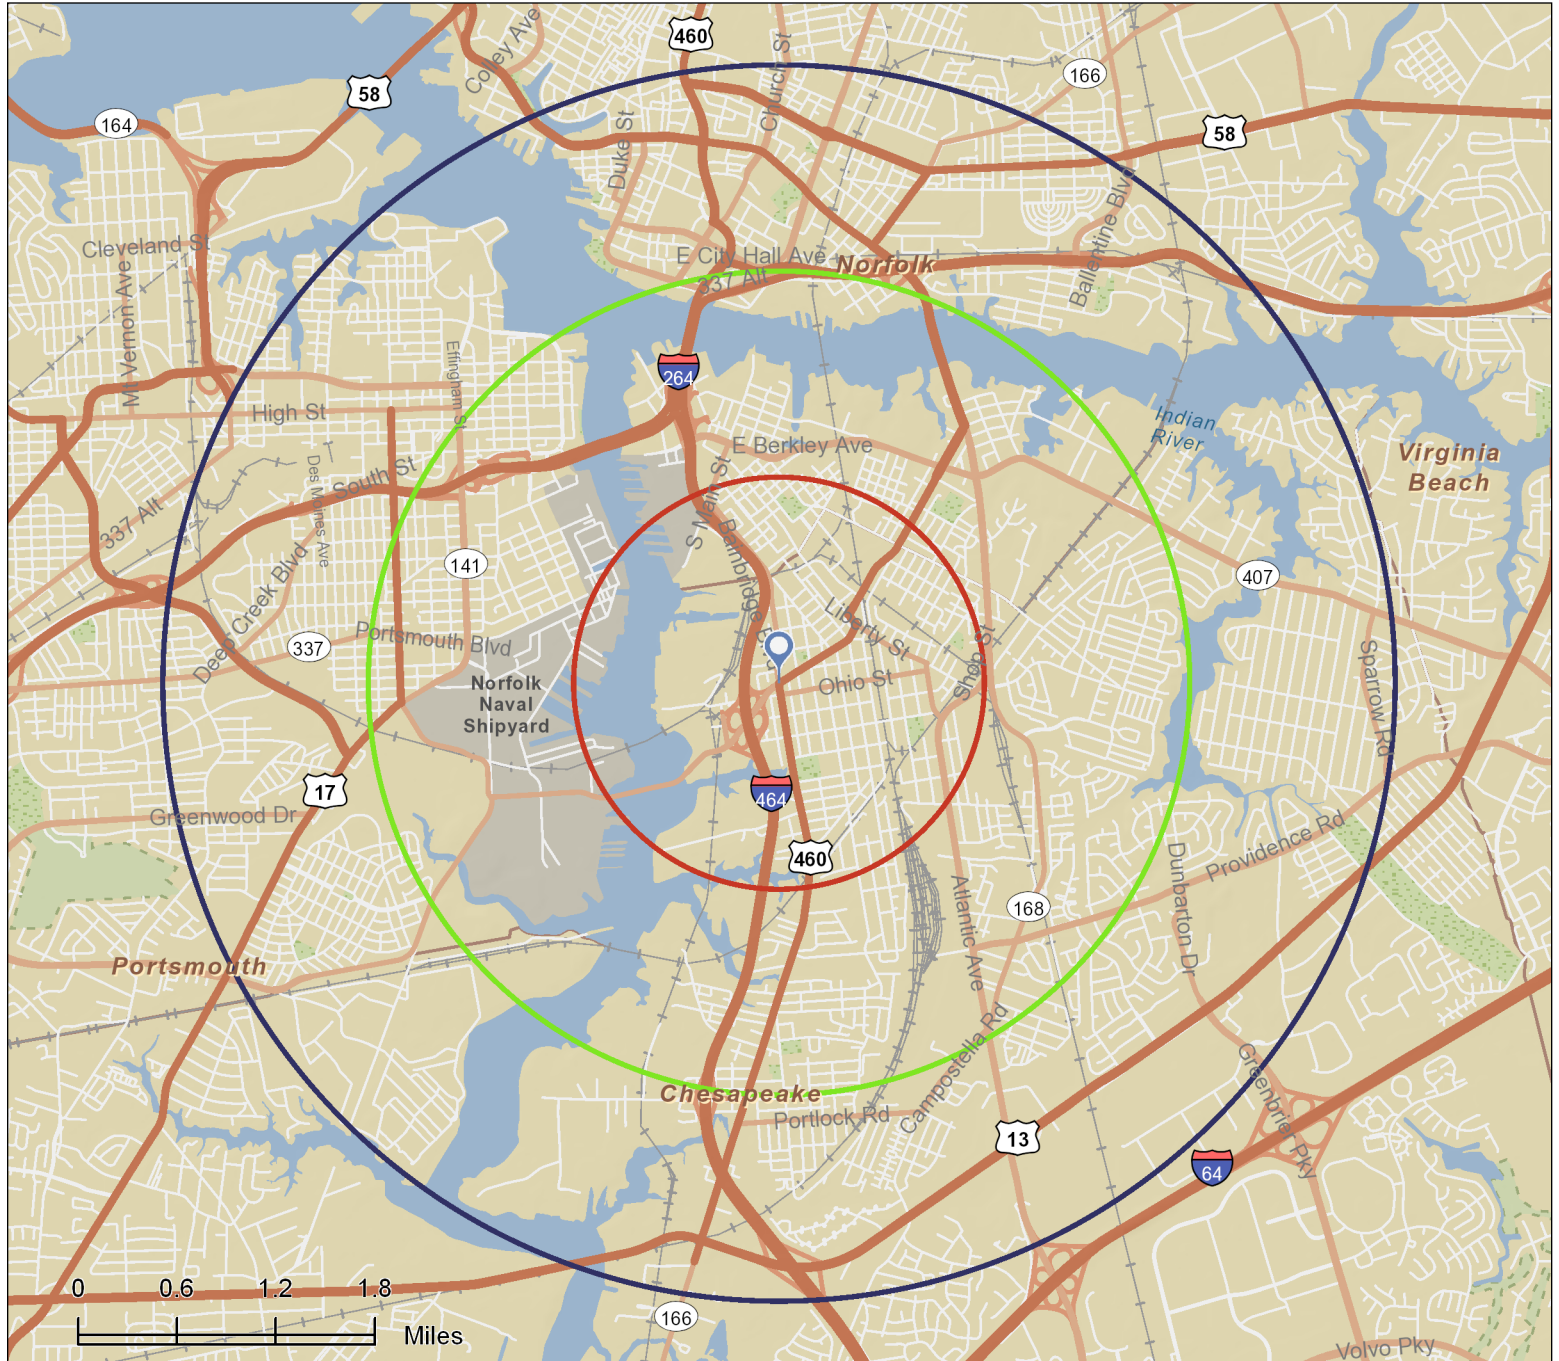 460
Colley Ave
Church St
166
58
164
58
Duke St
Ballentine Blvd
Cleveland St
E City Hall Ave
Norfolk
337 Alt
Mt Vernon Ave
Effingham St
264
High St
Indian
River
E Berkley Ave
Virginia
Beach
South St
Des Moines Ave
S Main St
337 Alt
Bainbridge Blvd
141
407
Deep Creek Blvd
Liberty St
Portsmouth Blvd
337
Shog St
Sparrow Rd
Ohio St
Norfolk
Naval
Shipyard
17
464
Greenwood Dr
Providence Rd
460
Dunbarton Dr
Atlantic Ave
168
Portsmouth
Campostella Rd
Chesapeake
Portlock Rd
Greenbrier Pky
13
64
0 0.6 1.2 1.8
Miles
166
Volvo Pky